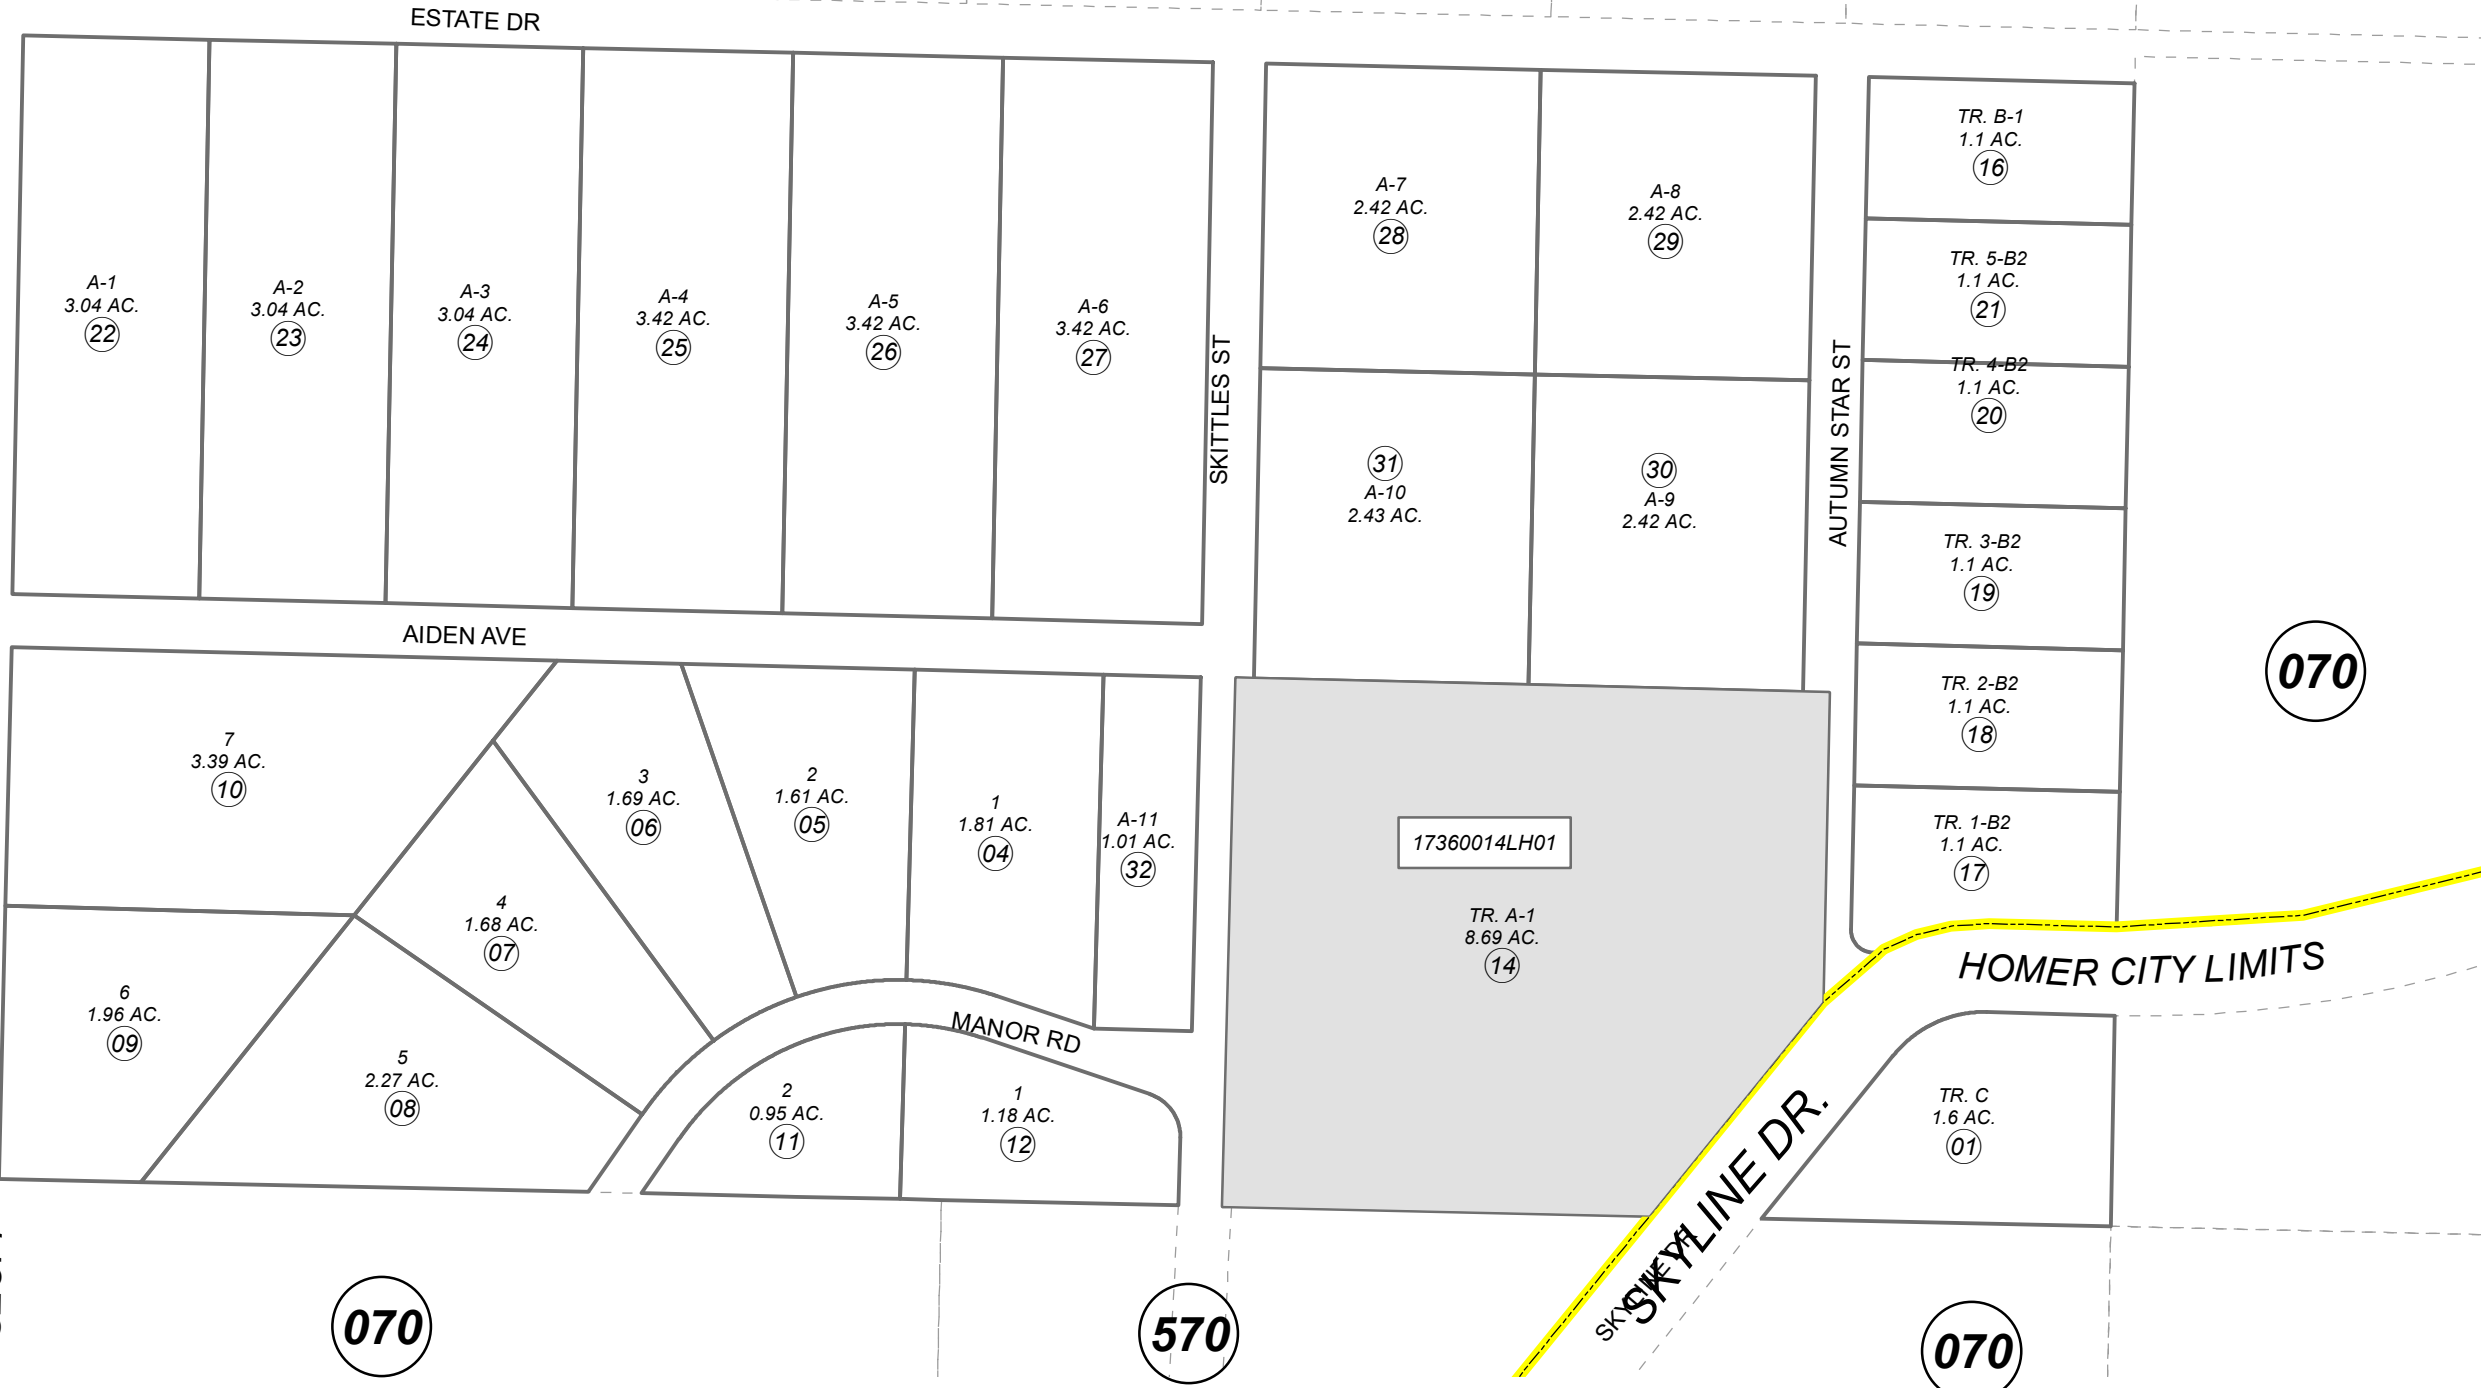 ESTATE DR
A-1
3.04 AC.
22
A-2
3.04 AC.
23
A-3
3.04 AC.
24
A-4
3.42 AC.
25
A-5
3.42 AC.
26
A-6
3.42 AC.
27
SKITTLES ST
A-7
2.42 AC.
28
A-8
2.42 AC.
29
31
A-10
2.43 AC.
30
A-9
2.42 AC.
AUTUMN STAR ST
TR. B-1
1.1 AC.
16
TR. 5-B2
1.1 AC.
21
TR. 4-B2
1.1 AC.
20
TR. 3-B2
1.1 AC.
19
TR. 2-B2
1.1 AC.
18
TR. 1-B2
1.1 AC.
17
070
AIDEN AVE
7
3.39 AC.
10
3
1.69 AC.
06
2
1.61 AC.
05
1
1.81 AC.
04
A-11
1.01 AC.
32
17360014LH01
TR. A-1
8.69 AC.
14
4
1.68 AC.
07
6
1.96 AC.
09
5
2.27 AC.
08
MANOR RD
2
0.95 AC.
11
1
1.18 AC.
12
HOMER CITY LIMITS
TR. C
1.6 AC.
01
SKYLINE DR.
SKYLINE DR
070
570
070